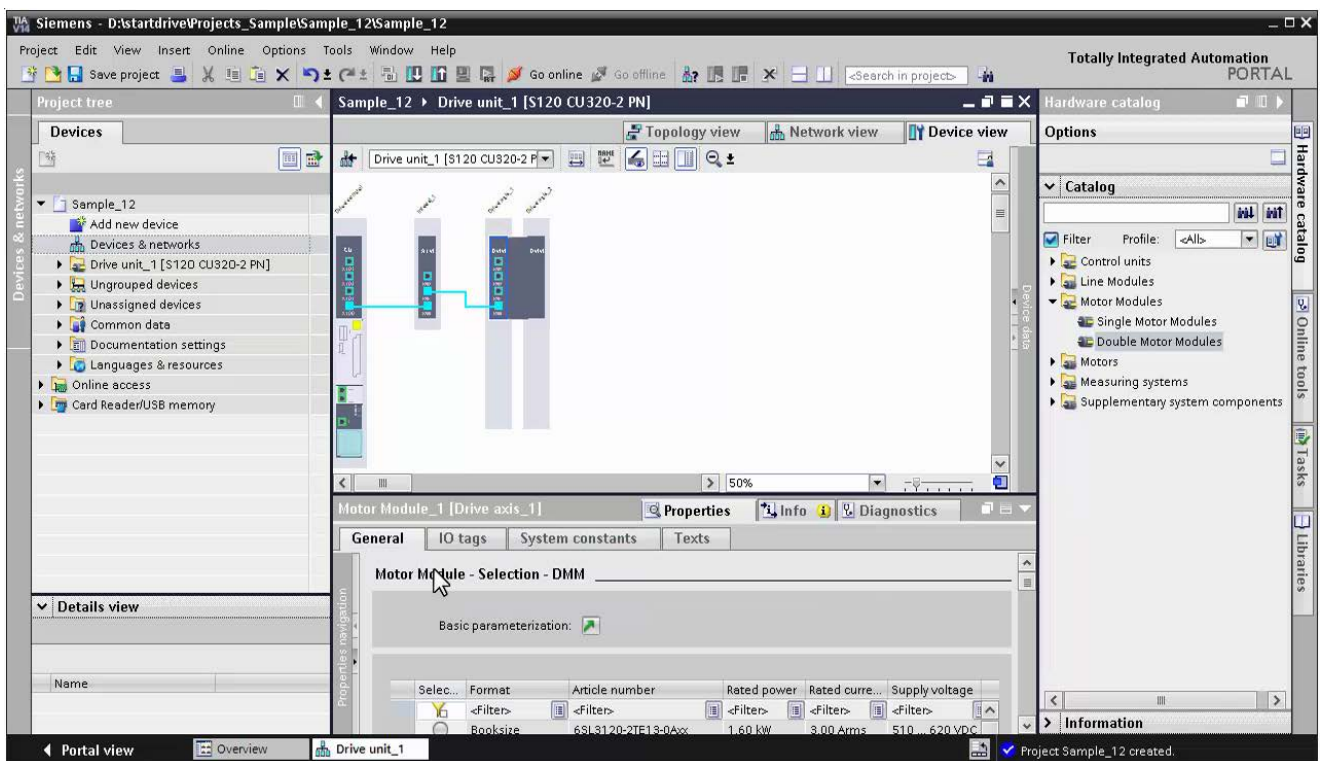 TIA V14 Siemens - D:\startdrive\Projects_Sample\Sample_12\Sample_12
Project Edit View Insert Online Options Tools Window Help
Totally Integrated Automation
PORTAL
Save project Go online Go offline <Search in project>
Project tree
Devices
Devices & networks
Sample_12
Add new device
Devices & networks
Drive unit_1 [S120 CU320-2 PN]
Ungrouped devices
Unassigned devices
Common data
Documentation settings
Languages & resources
Online access
Card Reader/USB memory
Details view
Name
Sample_12 ▸ Drive unit_1 [S120 CU320-2 PN]
Topology view Network view Device view
Drive unit_1 [S120 CU320-2 P
50%
Device data
Motor Module_1 [Drive axis_1]
Properties Info Diagnostics
General IO tags System constants Texts
Properties navigation
Motor Module - Selection - DMM
Basic parameterization:
Selec... Format Article number Rated power Rated curre... Supply voltage
<Filter> <Filter> <Filter> <Filter> <Filter>
Booksize 6SL3120-2TE13-0Axx 1.60 kW 3.00 Arms 510 ... 620 VDC
Hardware catalog
Options
Catalog
Filter Profile: <All>
Control units
Line Modules
Motor Modules
Single Motor Modules
Double Motor Modules
Motors
Measuring systems
Supplementary system components
Information
Hardware catalog
Online tools
Tasks
Libraries
Portal view Overview Drive unit_1
Project Sample_12 created.